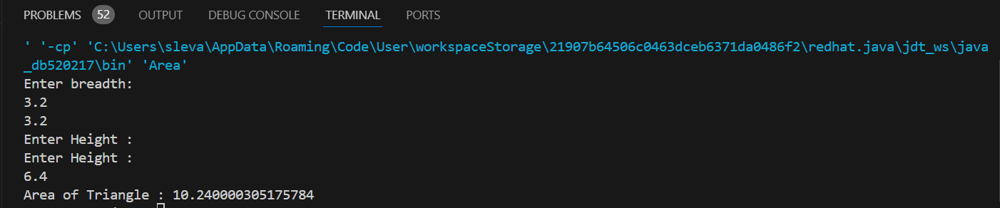 PROBLEMS 52 OUTPUT DEBUG CONSOLE TERMINAL PORTS
' '-cp' 'C:\Users\sleva\AppData\Roaming\Code\User\workspaceStorage\21907b64506c0463dceb6371da0486f2\redhat.java\jdt_ws\java
_db520217\bin' 'Area'
Enter breadth:
3.2
3.2
Enter Height :
Enter Height :
6.4
Area of Triangle : 10.240000305175784